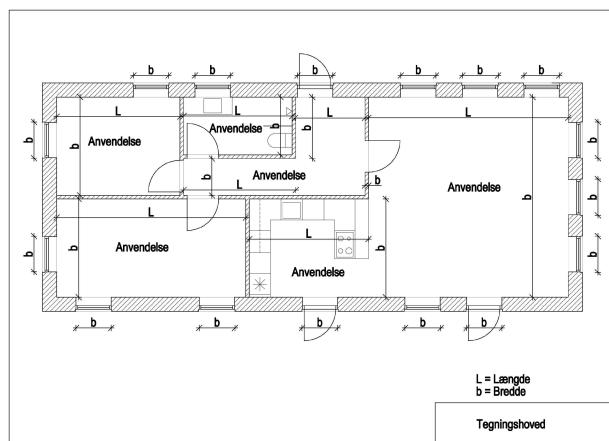 b b b b b b
L L L L
b b b b
Anvendelse Anvendelse
b Anvendelse b
L Anvendelse
b
L
b Anvendelse b L b b
Anvendelse
b b b b b
L = Længde
b = Bredde
Tegningshoved